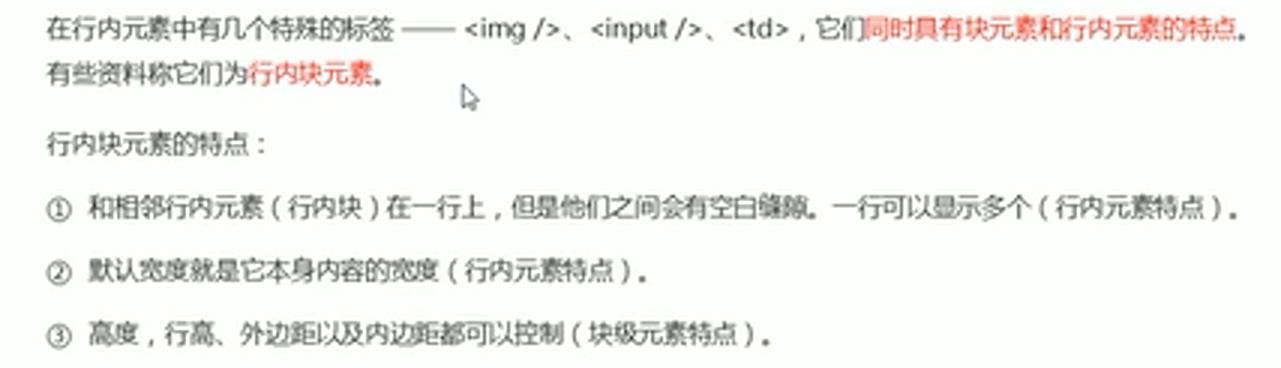 在行内元素中有几个特殊的标签 —— <img />、<input />、<td>，它们同时具有块元素和行内元素的特点。
有些资料称它们为行内块元素。
行内块元素的特点：
① 和相邻行内元素（行内块）在一行上，但是他们之间会有空白缝隙。一行可以显示多个（行内元素特点）。
② 默认宽度就是它本身内容的宽度（行内元素特点）。
③ 高度，行高、外边距以及内边距都可以控制（块级元素特点）。